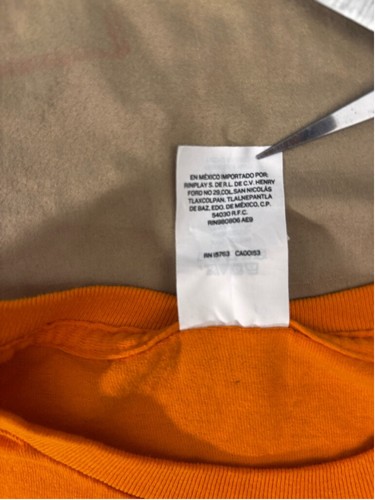 EN MÉXICO IMPORTADO POR:
RINPLAY S. DE R.L. DE C.V. HENRY
FORD NO 29,COL.SAN NICOLÁS
TLAXCOLPAN, TLALNEPANTLA
DE BAZ, EDO. DE MÉXICO, C.P.
54030 R.F.C.
RIN980806 AE9
RN 15763 CA00153